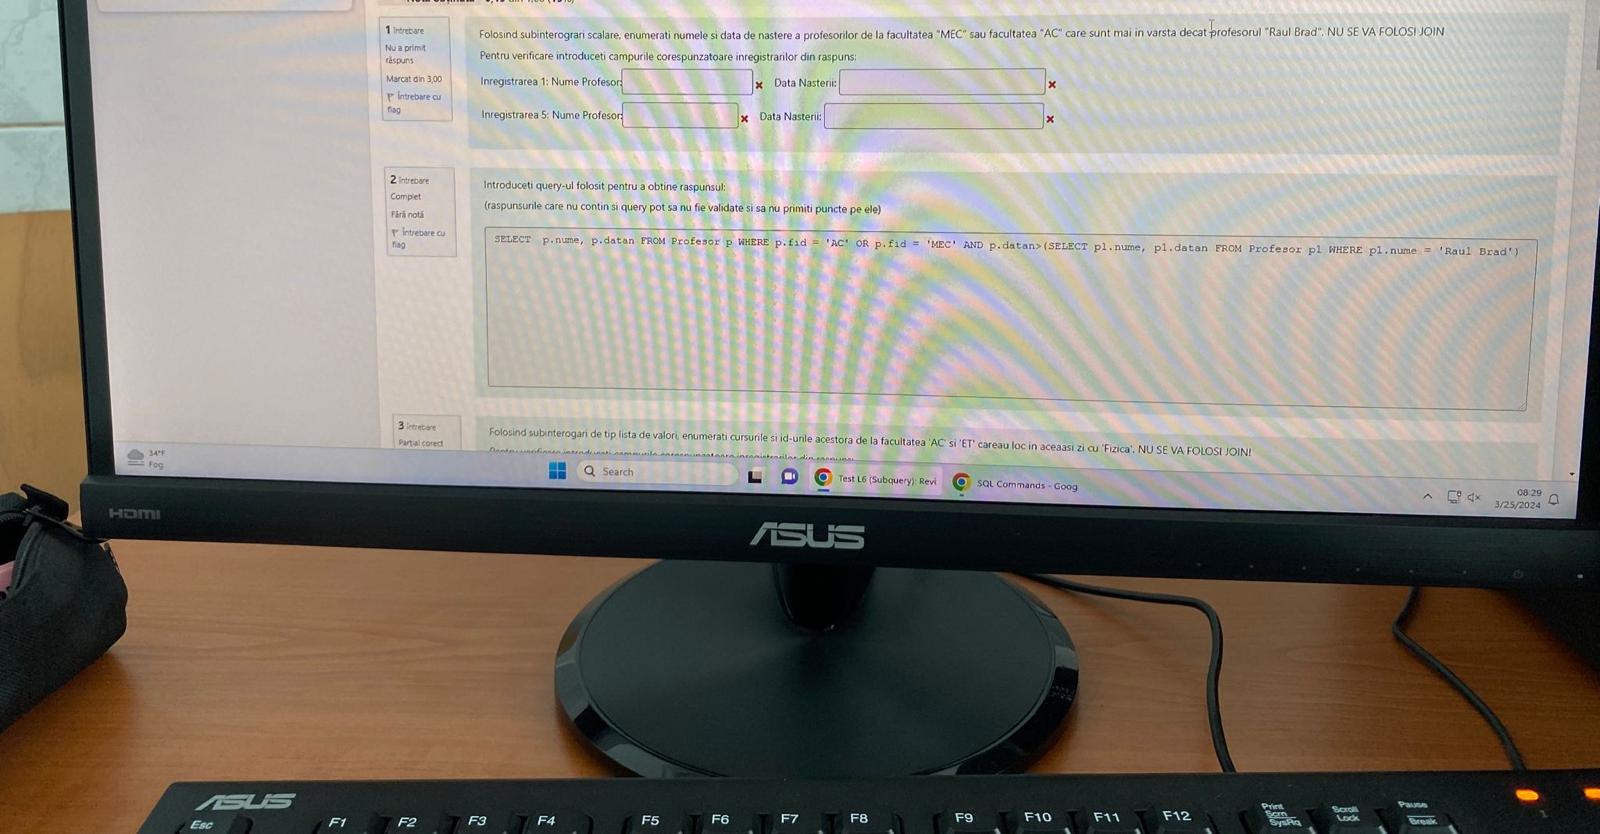 1 Întrebare
Nu a primit
răspuns
Marcat din 3,00
Întrebare cu
flag
Folosind subinterograri scalare, enumerati numele si data de nastere a profesorilor de la facultatea "MEC" sau facultatea "AC" care sunt mai in varsta decat profesorul "Raul Brad". NU SE VA FOLOSI JOIN
Pentru verificare introduceti campurile corespunzatoare inregistrarilor din raspuns:
Inregistrarea 1: Nume Profesor: Data Nasterii:
Inregistrarea 5: Nume Profesor: Data Nasterii:
2 Întrebare
Complet
Fără notă
Întrebare cu
flag
Introduceti query-ul folosit pentru a obtine raspunsul:
(raspunsurile care nu contin si query pot sa nu fie validate si sa nu primiti puncte pe ele)
SELECT p.nume, p.datan FROM Profesor p WHERE p.fid = 'AC' OR p.fid = 'MEC' AND p.datan>(SELECT p1.nume, p1.datan FROM Profesor p1 WHERE p1.nume = 'Raul Brad')
3 Întrebare
Parțial corect
Folosind subinterogari de tip lista de valori, enumerati cursurile si id-urile acestora de la facultatea 'AC' si 'ET' careau loc in aceaasi zi cu 'Fizica'. NU SE VA FOLOSI JOIN!
34°F
Fog
Search
Test L6 (Subquery): Revi
SQL Commands - Goog
08:29
3/25/2024
HDMI
ASUS
ASUS
Esc F1 F2 F3 F4 F5 F6 F7 F8 F9 F10 F11 F12
Print
Scrn
SysRq
Scroll
Lock
Pause
Break
1